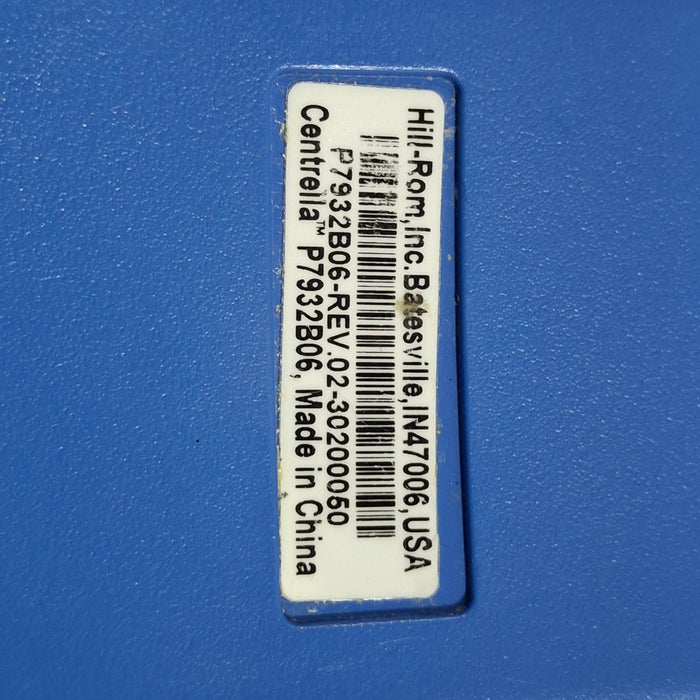 Hill-Rom,Inc.Batesville,IN47006,USA
P7932B06-REV.02-30200050
Centrella™ P7932B06, Made in China